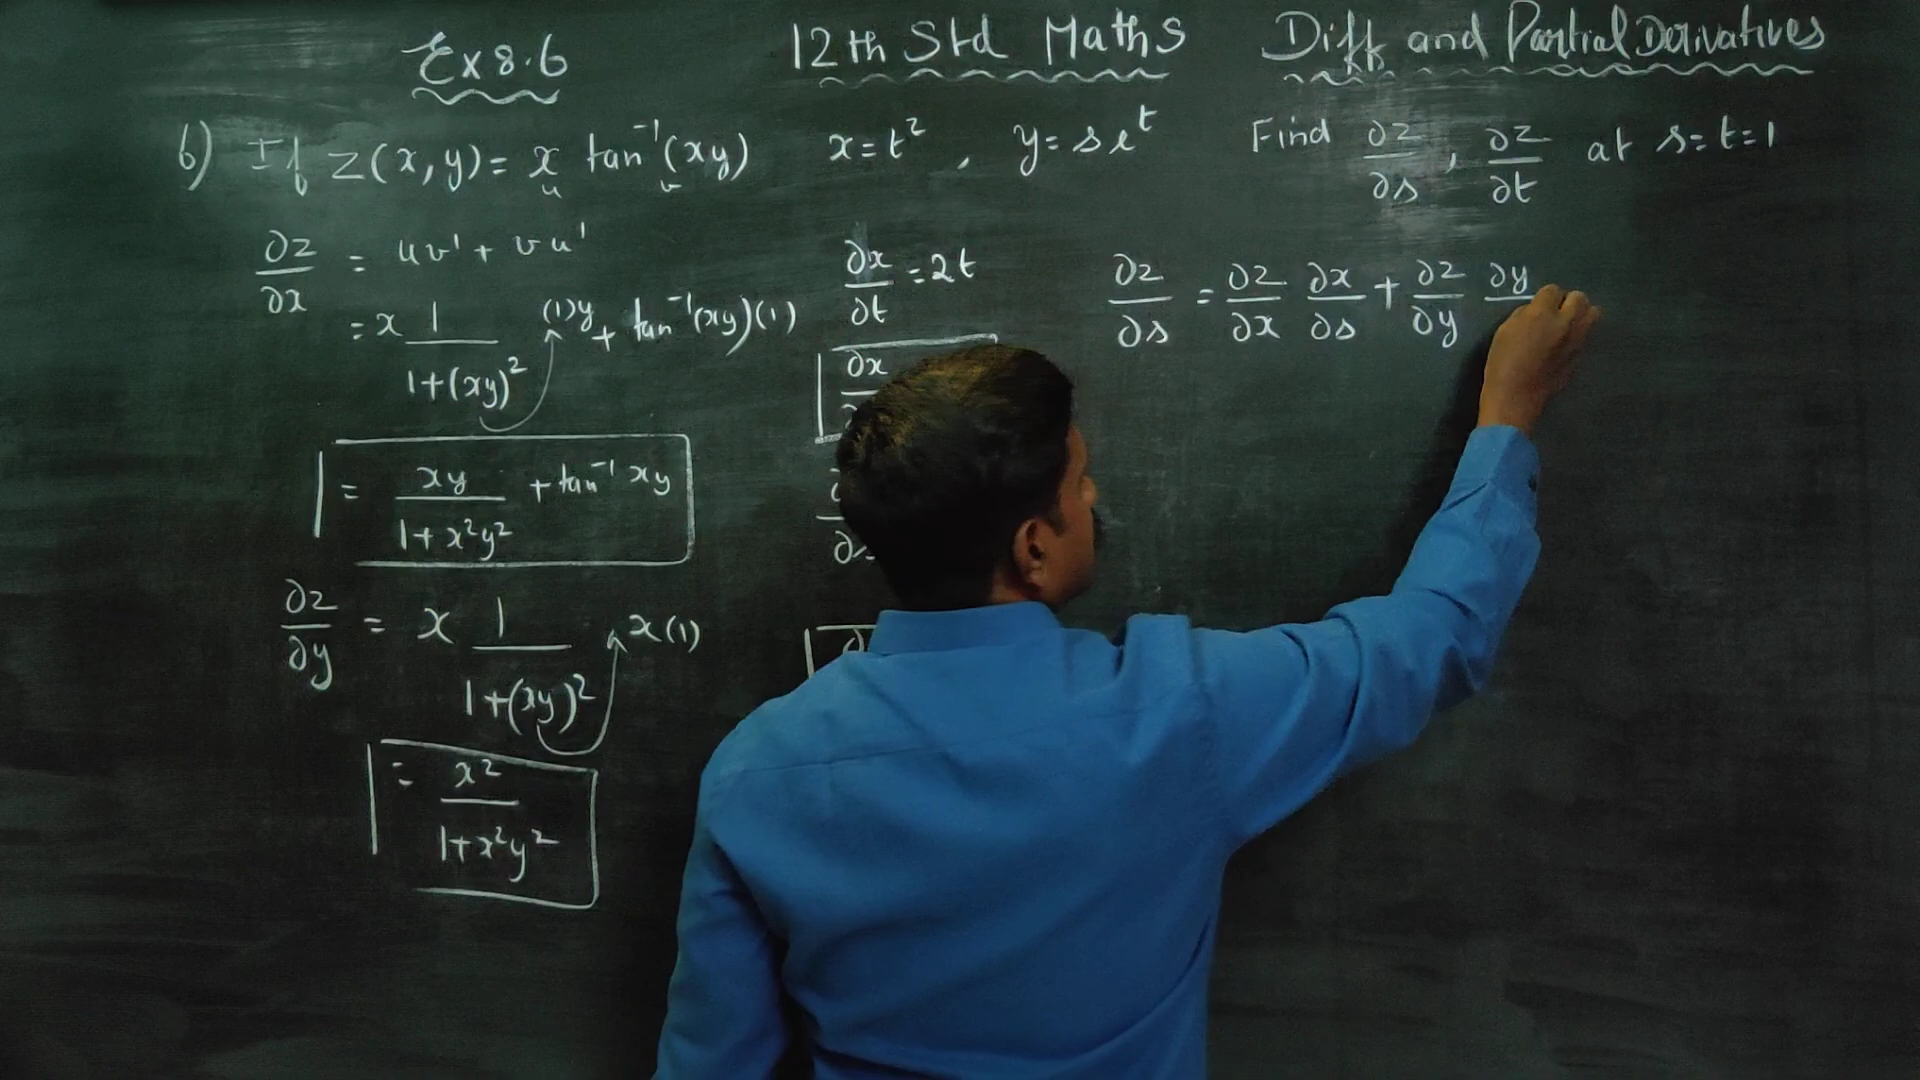 Ex 8.6
12th Std Maths
Diff and Partial Derivatives
6) If z(x,y) = x tan⁻¹(xy)   x = t² , y = s eᵗ   Find ∂z/∂s , ∂z/∂t at s = t = 1
u v
∂z/∂x = uv' + vu'
= x 1/(1+(xy)²) (1)y + tan⁻¹(xy)(1)
= xy/(1+x²y²) + tan⁻¹ xy
∂z/∂y = x 1/(1+(xy)²) x(1)
= x²/(1+x²y²)
∂x/∂t = 2t
∂x
∂s
∂z/∂s = ∂z/∂x ∂x/∂s + ∂z/∂y ∂y